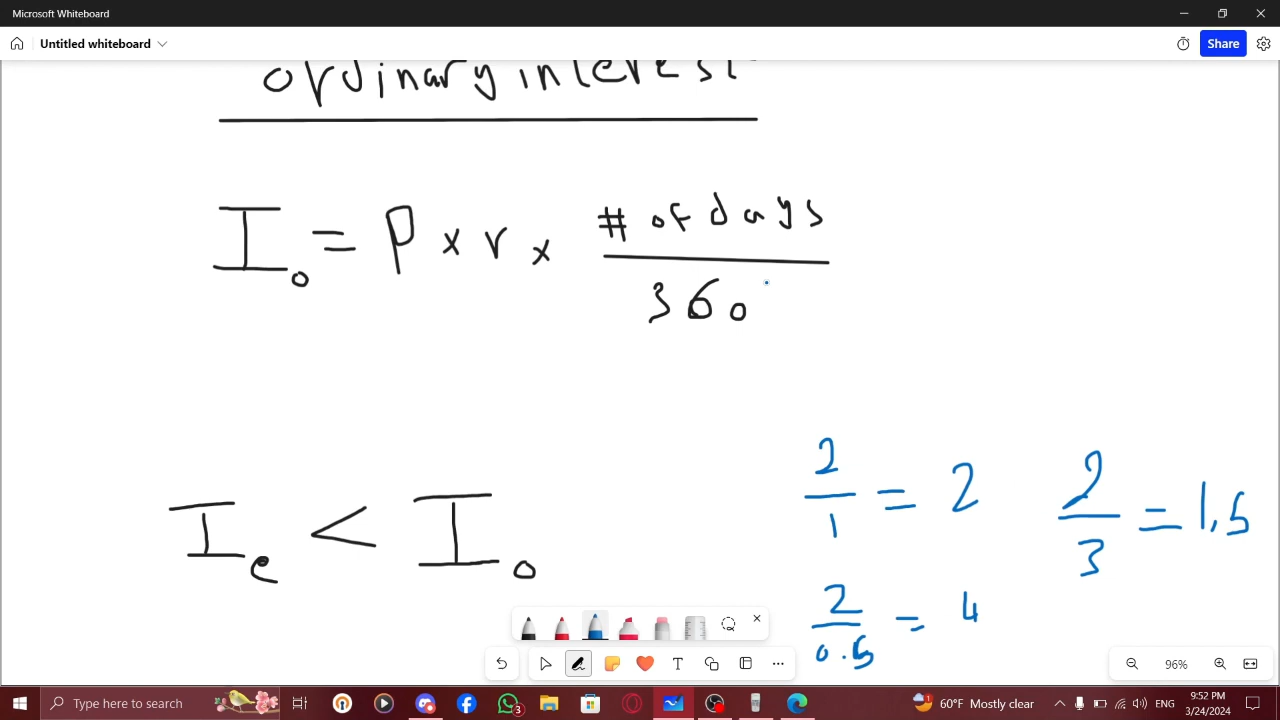 Microsoft Whiteboard
Untitled whiteboard
Share
ordinary interest
I₀ = P × r × # of days / 360
2/1 = 2
2/3 = 1,5
Iₑ < I₀
2/0.5 = 4
96%
Type here to search
3
1
60°F Mostly clear
ENG
9:52 PM
3/24/2024